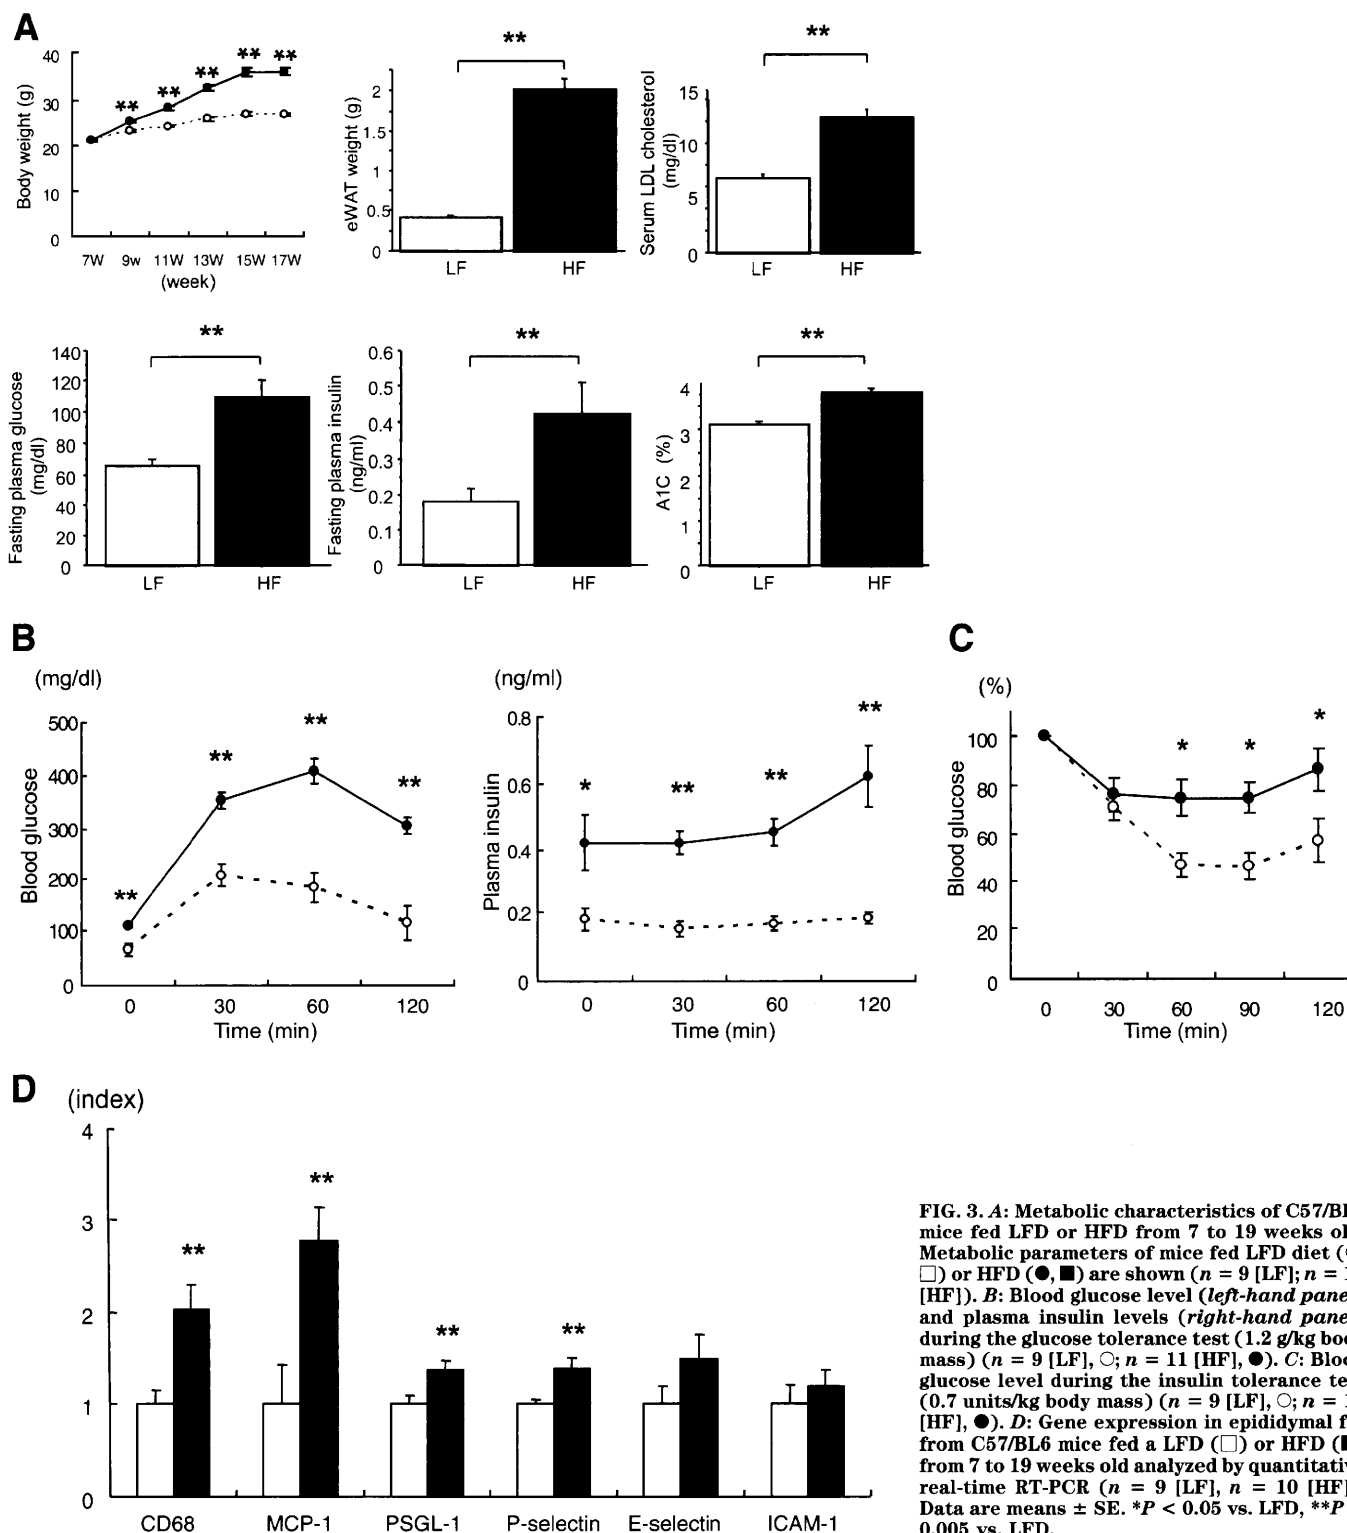 A
Body weight (g)
40
30
20
10
0
** ** ** ** **
7W 9w 11W 13W 15W 17W
(week)
eWAT weight (g)
2
1.5
1
0.5
0
**
LF HF
Serum LDL cholesterol
(mg/dl)
15
10
5
0
**
LF HF
Fasting plasma glucose
(mg/dl)
140
120
100
80
60
40
20
0
**
LF HF
Fasting plasma insulin
(ng/ml)
0.6
0.5
0.4
0.3
0.2
0.1
0
**
LF HF
A1C (%)
4
3
2
1
0
**
LF HF
B
(mg/dl)
Blood glucose
500
400
300
200
100
0
** ** ** **
0 30 60 120
Time (min)
(ng/ml)
Plasma insulin
0.8
0.6
0.4
0.2
0
* ** ** **
0 30 60 120
Time (min)
C
(%)
Blood glucose
100
80
60
40
20
0
* * *
0 30 60 90 120
Time (min)
D
(index)
4
3
2
1
0
** ** ** **
CD68 MCP-1 PSGL-1 P-selectin E-selectin ICAM-1
FIG. 3. A: Metabolic characteristics of
mice fed LFD or HFD from 7 to 19 weeks
Metabolic parameters of mice fed LFD diet
□) or HFD (●, ■) are shown (n = 9 [LF]; n =
[HF]). B: Blood glucose level (left-hand
and plasma insulin levels (right-hand
during the glucose tolerance test (1.2 g/kg
mass) (n = 9 [LF], ○; n = 11 [HF], ●). C:
glucose level during the insulin tolerance
(0.7 units/kg body mass) (n = 9 [LF], ○; n =
[HF], ●). D: Gene expression in epididymal
from C57/BL6 mice fed a LFD (□) or HFD
from 7 to 19 weeks old analyzed by
real-time RT-PCR (n = 9 [LF], n = 10 [HF]
Data are means ± SE. *P < 0.05 vs. LFD, **P
0.005 vs. LFD.